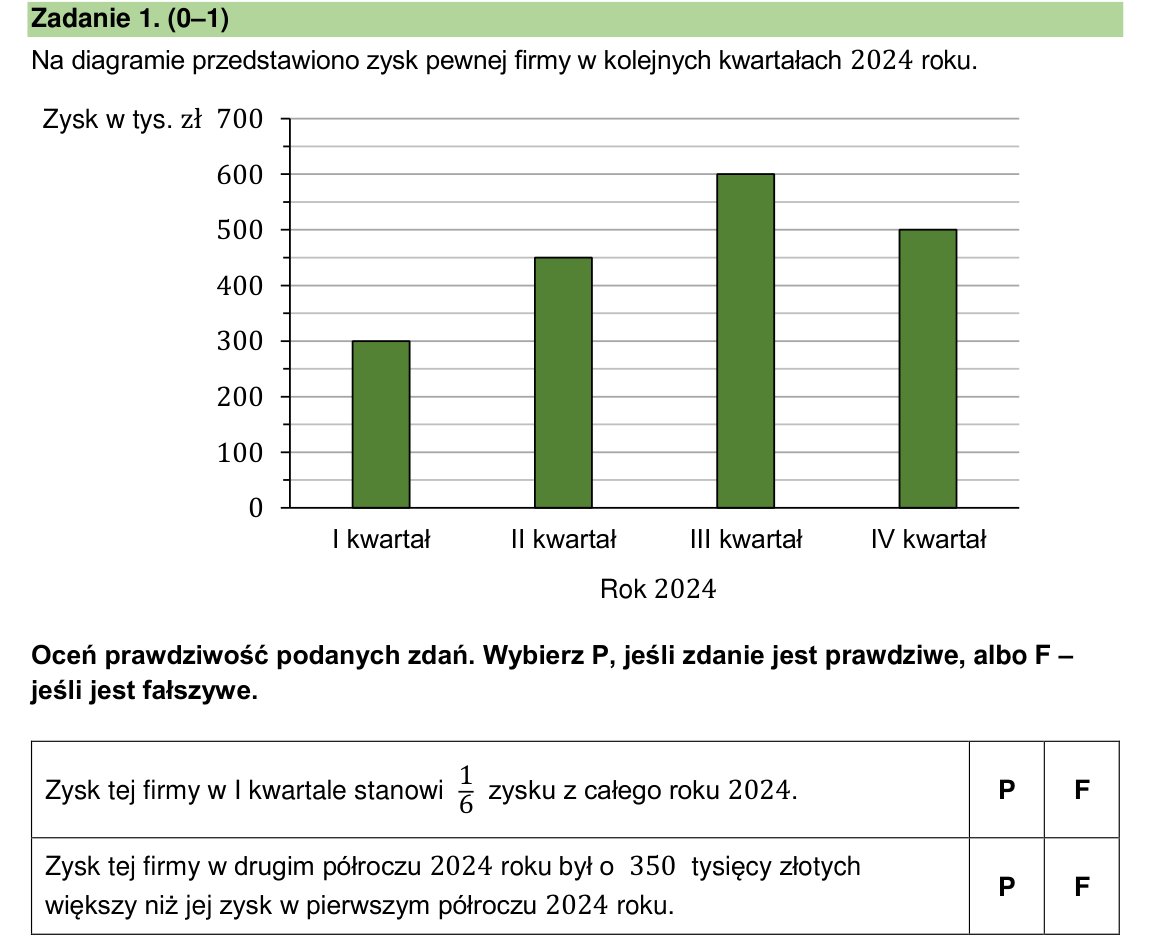 Zadanie 1. (0–1)
Na diagramie przedstawiono zysk pewnej firmy w kolejnych kwartałach 2024 roku.
Zysk w tys. zł 700
600
500
400
300
200
100
0
I kwartał II kwartał III kwartał IV kwartał
Rok 2024
Oceń prawdziwość podanych zdań. Wybierz P, jeśli zdanie jest prawdziwe, albo F –
jeśli jest fałszywe.
Zysk tej firmy w I kwartale stanowi 1/6 zysku z całego roku 2024. P F
Zysk tej firmy w drugim półroczu 2024 roku był o 350 tysięcy złotych
większy niż jej zysk w pierwszym półroczu 2024 roku. P F